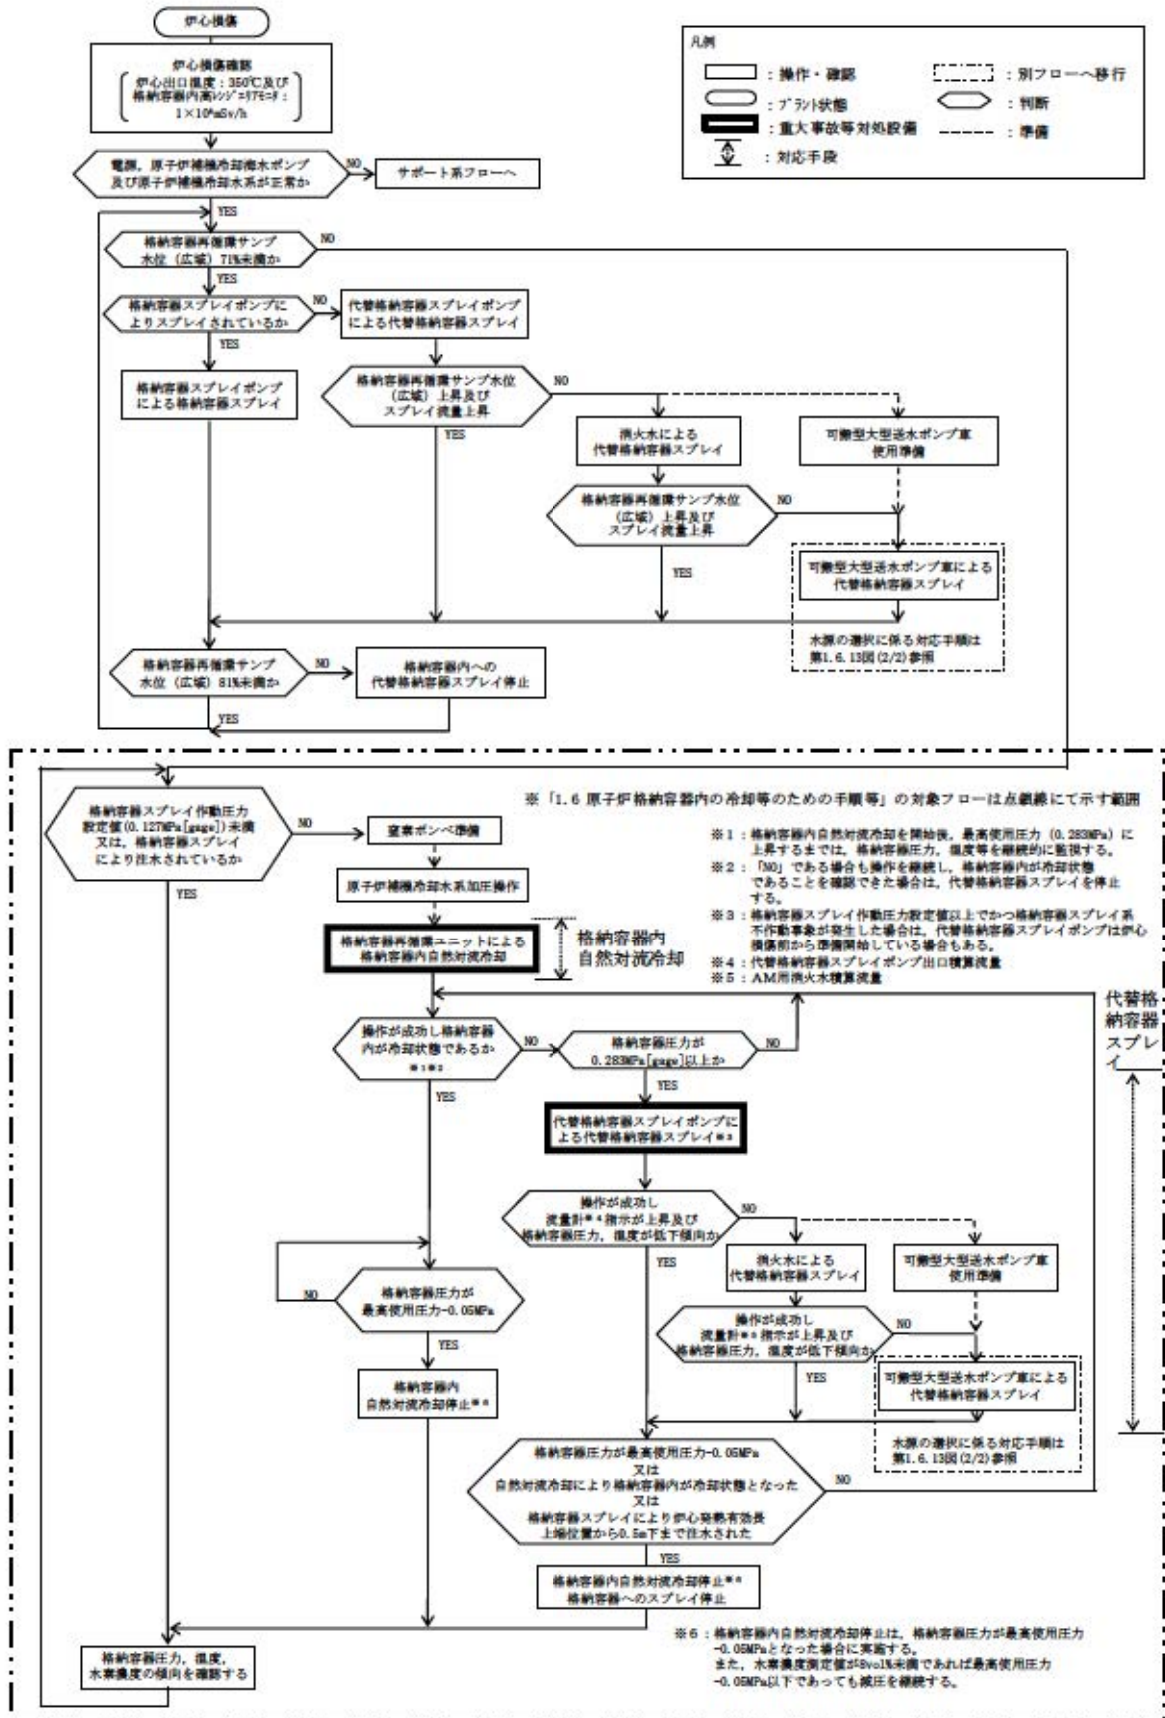 炉心損傷
炉心損傷確認
炉心出口温度：350℃及び
格納容器内高レンジエリアモニタ：
1×10⁵mSv/h
凡例
：操作・確認
：別フローへ移行
：プラント状態
：判断
：重大事故等対処設備
：準備
：対応手段
電源，原子炉補機冷却海水ポンプ
及び原子炉補機冷却水系が正常か
NO
サポート系フローへ
YES
格納容器再循環サンプ
水位（広域）71%未満か
NO
YES
格納容器スプレイポンプに
よりスプレイされているか
NO
代替格納容器スプレイポンプ
による代替格納容器スプレイ
YES
格納容器スプレイポンプ
による格納容器スプレイ
格納容器再循環サンプ水位
（広域）上昇及び
スプレイ流量上昇
NO
YES
消火水による
代替格納容器スプレイ
可搬型大型送水ポンプ車
使用準備
格納容器再循環サンプ水位
（広域）上昇及び
スプレイ流量上昇
NO
YES
可搬型大型送水ポンプ車による
代替格納容器スプレイ
水源の選択に係る対応手順は
第1.6.13図(2/2)参照
格納容器再循環サンプ
水位（広域）81%未満か
NO
格納容器内への
代替格納容器スプレイ停止
YES
格納容器スプレイ作動圧力
設定値(0.127MPa[gage])未満
又は，格納容器スプレイ
により注水されているか
NO
YES
窒素ボンベ準備
原子炉補機冷却水系加圧操作
格納容器再循環ユニットによる
格納容器内自然対流冷却
格納容器内
自然対流冷却
※「1.6 原子炉格納容器内の冷却等のための手順等」の対象フローは点鎖線にて示す範囲
※1：格納容器内自然対流冷却を開始後，最高使用圧力（0.283MPa）に
上昇するまでは，格納容器圧力，温度等を継続的に監視する。
※2：「NO」である場合も操作を継続し，格納容器内が冷却状態
であることを確認できた場合は，代替格納容器スプレイを停止
する。
※3：格納容器スプレイ作動圧力設定値以上でかつ格納容器スプレイ系
不作動事象が発生した場合は，代替格納容器スプレイポンプは炉心
損傷前から準備開始している場合もある。
※4：代替格納容器スプレイポンプ出口積算流量
※5：AM用消火水積算流量
代替格
納容器
スプレ
イ
操作が成功し格納容器
内が冷却状態であるか
※1※2
NO
YES
格納容器圧力が
0.283MPa[gage]以上か
NO
YES
代替格納容器スプレイポンプに
よる代替格納容器スプレイ※3
操作が成功し
流量計※4指示が上昇及び
格納容器圧力，温度が低下傾向か
NO
YES
消火水による
代替格納容器スプレイ
可搬型大型送水ポンプ車
使用準備
格納容器圧力が
最高使用圧力-0.05MPa
NO
YES
操作が成功し
流量計※5指示が上昇及び
格納容器圧力，温度が低下傾向か
NO
YES
可搬型大型送水ポンプ車による
代替格納容器スプレイ
水源の選択に係る対応手順は
第1.6.13図(2/2)参照
格納容器内
自然対流冷却停止※6
格納容器圧力が最高使用圧力-0.05MPa
又は
自然対流冷却により格納容器内が冷却状態となった
又は
格納容器スプレイにより炉心発熱有効長
上端位置から0.5m下まで注水された
NO
YES
格納容器内自然対流冷却停止※6
格納容器へのスプレイ停止
格納容器圧力，温度，
水素濃度の傾向を確認する
※6：格納容器内自然対流冷却停止は，格納容器圧力が最高使用圧力
-0.05MPaとなった場合に実施する。
また，水素濃度測定値が8vol%未満であれば最高使用圧力
-0.05MPa以下であっても減圧を継続する。